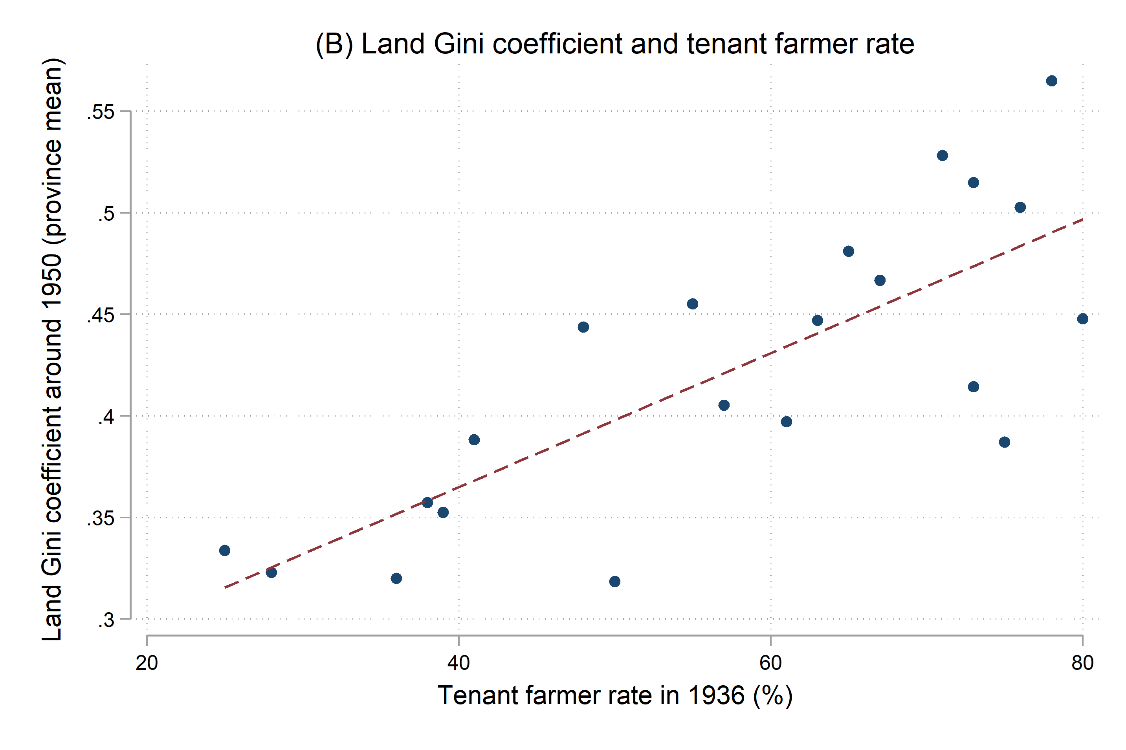 (B) Land Gini coefficient and tenant farmer rate
Land Gini coefficient around 1950 (province mean)
.55
.5
.45
.4
.35
.3
20 40 60 80
Tenant farmer rate in 1936 (%)